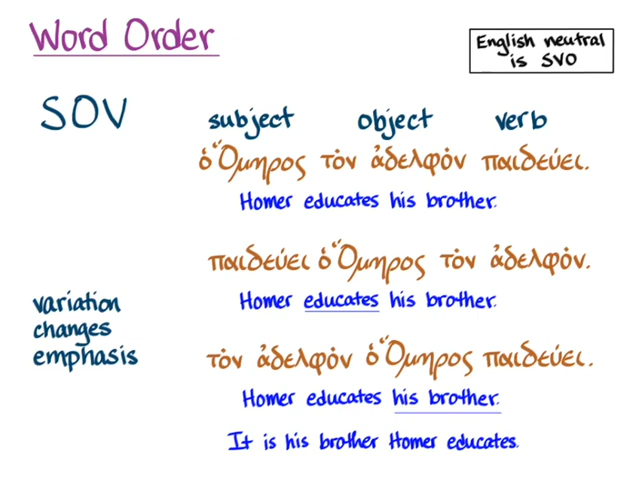 Word Order
English neutral
is SVO
SOV
subject object verb
ὁ Ὅμηρος τὸν ἀδελφὸν παιδεύει.
Homer educates his brother.
παιδεύει ὁ Ὅμηρος τὸν ἀδελφὸν.
Homer educates his brother.
variation
changes
emphasis
τὸν ἀδελφὸν ὁ Ὅμηρος παιδεύει.
Homer educates his brother.
It is his brother Homer educates.